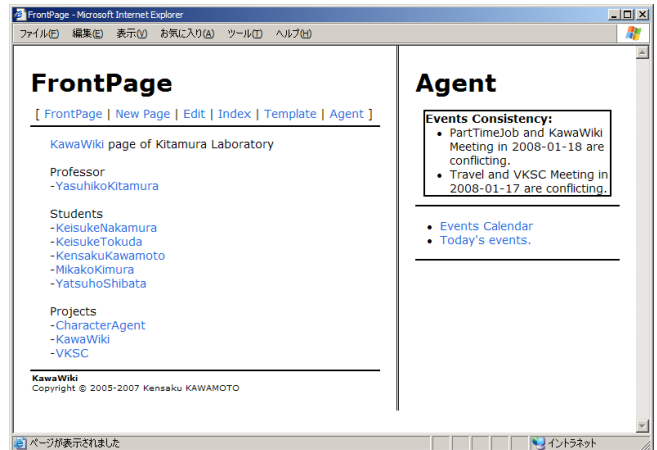 FrontPage - Microsoft Internet Explorer
ファイル(F) 編集(E) 表示(V) お気に入り(A) ツール(T) ヘルプ(H)
FrontPage
[ FrontPage | New Page | Edit | Index | Template | Agent ]
KawaWiki page of Kitamura Laboratory
Professor
-YasuhikoKitamura
Students
-KeisukeNakamura
-KeisukeTokuda
-KensakuKawamoto
-MikakoKimura
-YatsuhoShibata
Projects
-CharacterAgent
-KawaWiki
-VKSC
KawaWiki
Copyright © 2005-2007 Kensaku KAWAMOTO
Agent
Events Consistency:
• PartTimeJob and KawaWiki
Meeting in 2008-01-18 are
conflicting.
• Travel and VKSC Meeting in
2008-01-17 are conflicting.
• Events Calendar
• Today's events.
ページが表示されました
イントラネット